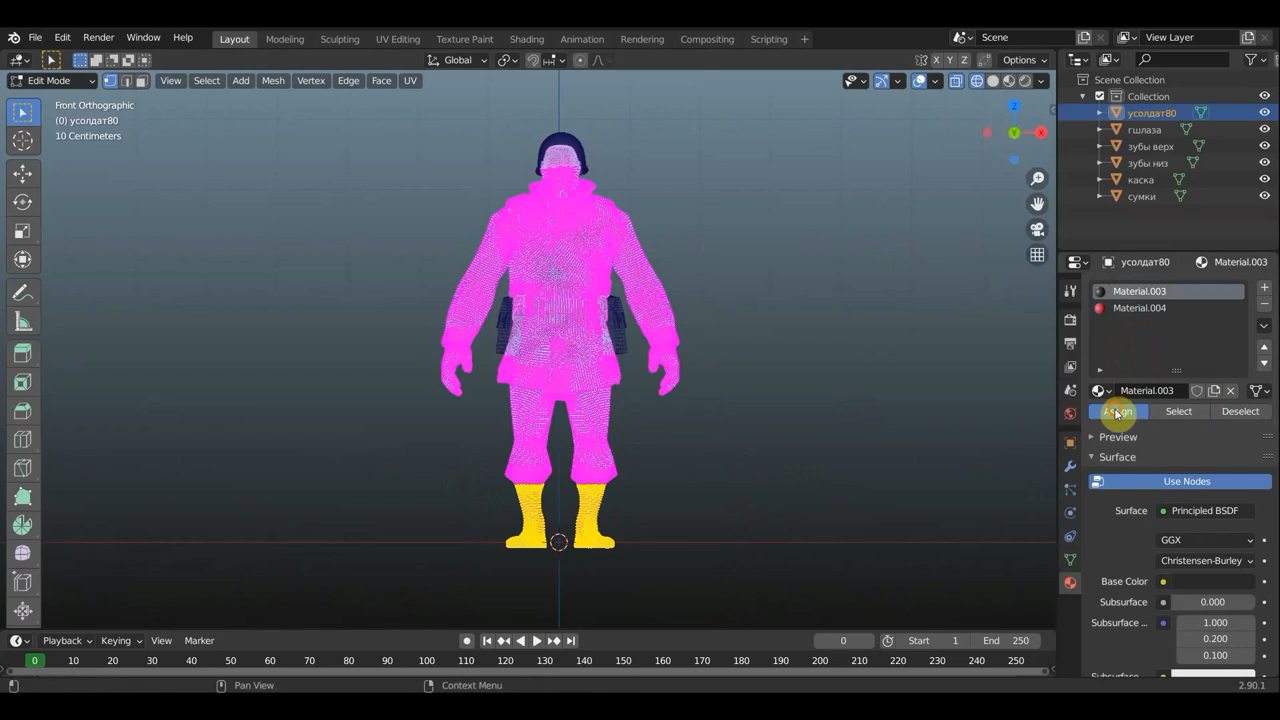 File Edit Render Window Help Layout Modeling Sculpting UV Editing Texture Paint Shading Animation Rendering Compositing Scripting + Scene View Layer
Global Options
Edit Mode View Select Add Mesh Vertex Edge Face UV X Y Z
Scene Collection
Front Orthographic
Collection
(0) усолдат80
усолдат80
10 Centimeters
гшлаза
зубы верх
зубы низ
каска
сумки
Z
Y
X
усолдат80 Material.003
Material.003
Material.004
Material.003
Assign Select Deselect
Preview
Surface
Use Nodes
Surface Principled BSDF
GGX
Christensen-Burley
Base Color
Subsurface 0.000
Subsurface .. 1.000
0.200
0.100
Playback Keying View Marker 0 Start 1 End 250
0 10 20 30 40 50 60 70 80 90 100 110 120 130 140 150 160 170 180 190 200 210 220 230 240 250
Pan View Context Menu 2.90.1